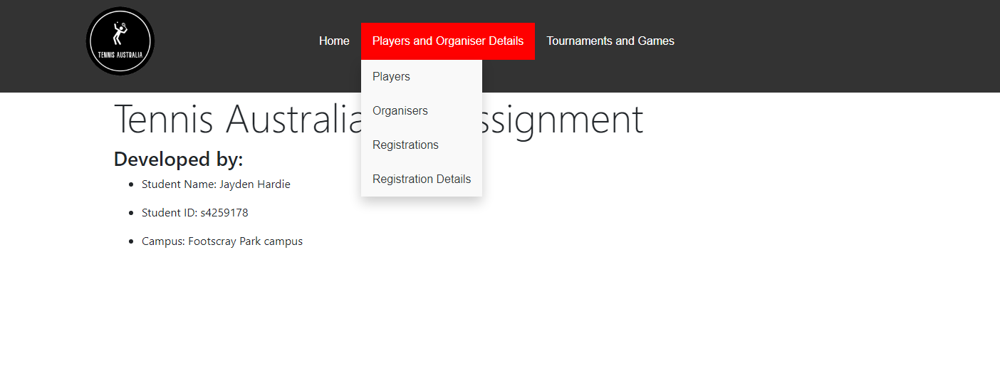 TENNIS AUSTRALIA
Home Players and Organiser Details Tournaments and Games
Players
Organisers
Registrations
Registration Details
Tennis Australia ssignment
Developed by:
Student Name: Jayden Hardie
Student ID: s4259178
Campus: Footscray Park campus